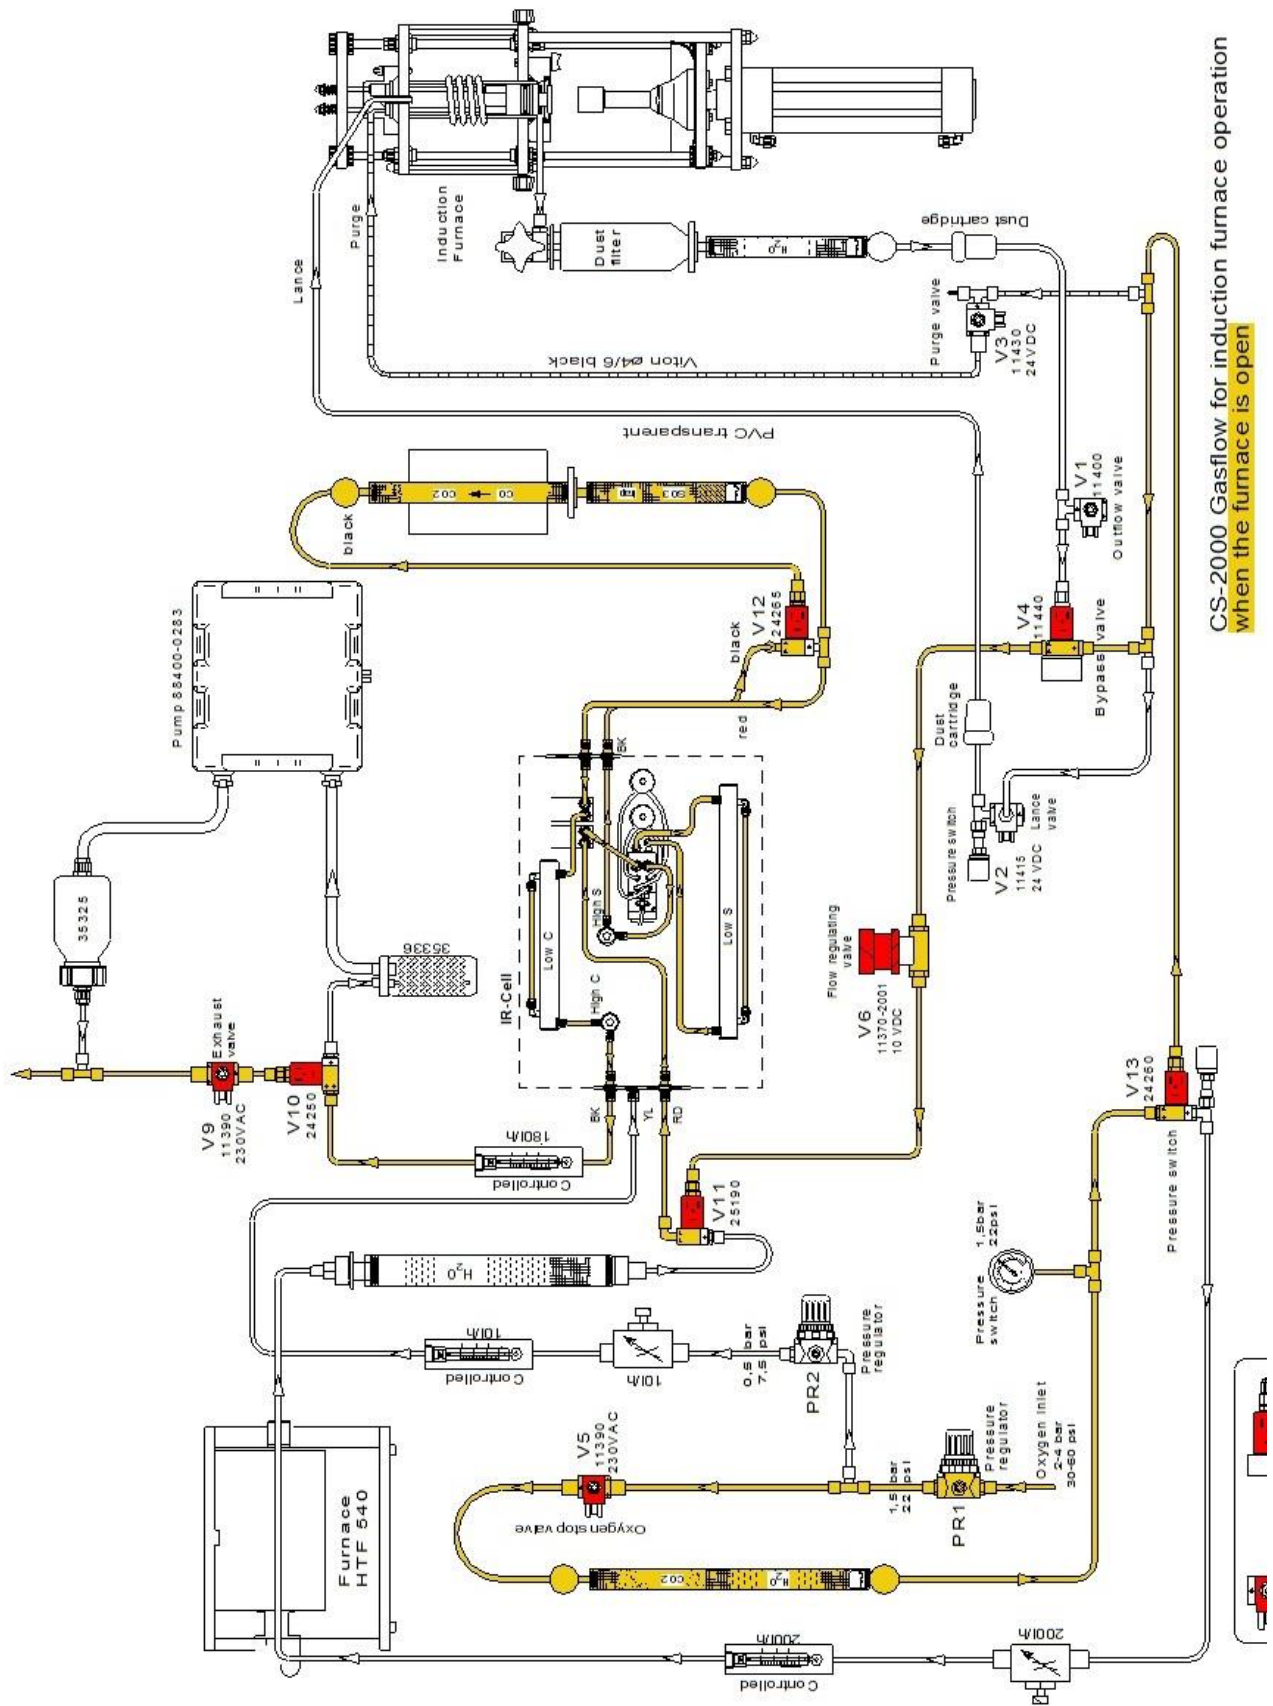 CS-2000 Gasflow for induction furnace operation
when the furnace is open
Furnace
HTF 540
Controlled
200l/h
200l/h
CO2
H2O
Oxygen stop valve
V5
11390
230VAC
1,5 bar
22 psi
PR1
Pressure
regulator
Oxygen inlet
2-4 bar
30-60 psi
Controlled
10l/h
10l/h
0,5 bar
7,5 psi
PR2
Pressure
regulator
Pressure
switch
1,5bar
22psi
H2O
Controlled
180l/h
V11
25190
V13
24260
Pressure switch
V9
11390
230VAC
Exhaust
valve
V10
24250
35325
35336
Pump 88400-0283
IR-Cell
BK
YL
RD
Low C
High C
High S
Low S
BK
red
black
V12
24265
black
CO2
CO
SO3
Flow regulating
valve
V6
11370-2001
10 VDC
Pressure switch
V2
11415
24 VDC
Lance
valve
Dust
cartridge
V4
11440
Bypass valve
V1
11400
Outflow valve
PVC transparent
Viton ø4/6 black
Purge valve
V3
11430
24VDC
Lance
Purge
Induction
Furnace
Dust
filter
H2O
Dust cartridge